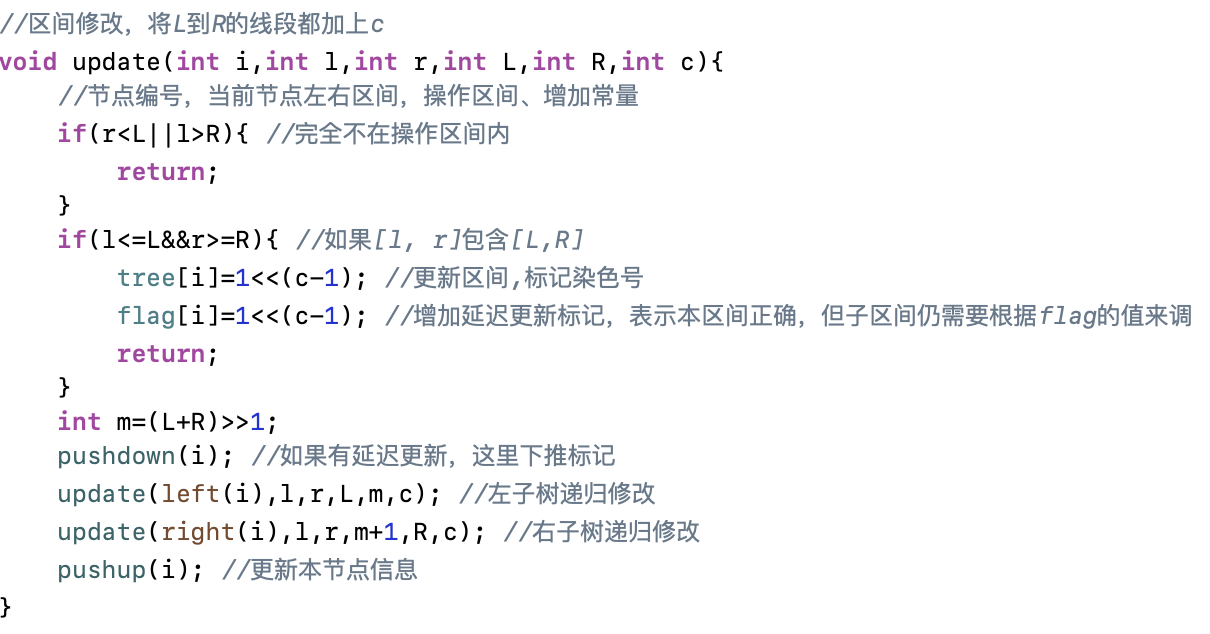 //区间修改，将L到R的线段都加上c
void update(int i,int l,int r,int L,int R,int c){
    //节点编号，当前节点左右区间，操作区间、增加常量
    if(r<L||l>R){ //完全不在操作区间内
        return;
    }
    if(l<=L&&r>=R){ //如果[l, r]包含[L,R]
        tree[i]=1<<(c-1); //更新区间,标记染色号
        flag[i]=1<<(c-1); //增加延迟更新标记，表示本区间正确，但子区间仍需要根据flag的值来调
        return;
    }
    int m=(L+R)>>1;
    pushdown(i); //如果有延迟更新，这里下推标记
    update(left(i),l,r,L,m,c); //左子树递归修改
    update(right(i),l,r,m+1,R,c); //右子树递归修改
    pushup(i); //更新本节点信息
}